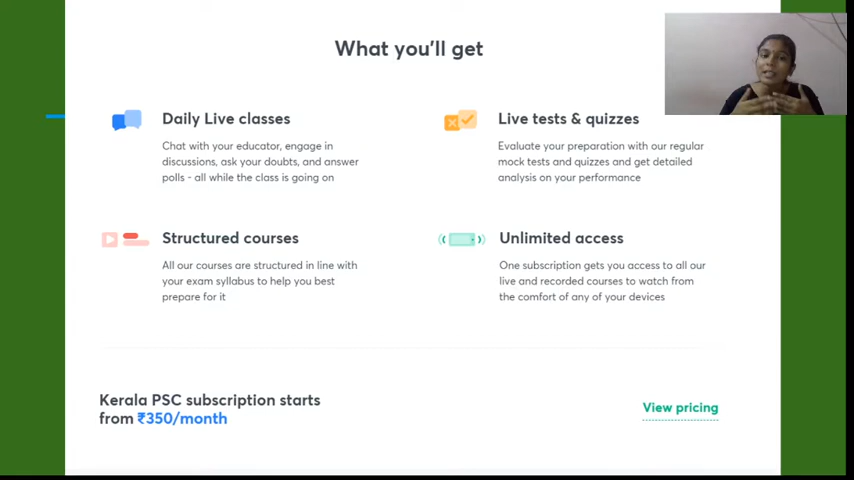 What you'll get
Daily Live classes
Chat with your educator, engage in
discussions, ask your doubts, and answer
polls - all while the class is going on
Live tests & quizzes
Evaluate your preparation with our regular
mock tests and quizzes and get detailed
analysis on your performance
Structured courses
All our courses are structured in line with
your exam syllabus to help you best
prepare for it
Unlimited access
One subscription gets you access to all our
live and recorded courses to watch from
the comfort of any of your devices
Kerala PSC subscription starts
from ₹350/month
View pricing